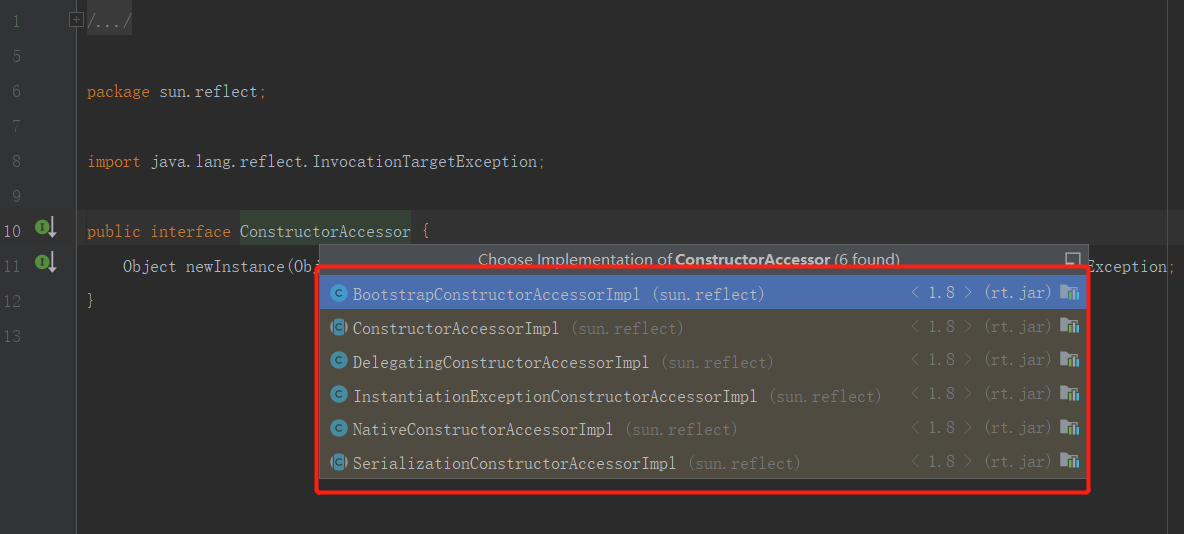 1 /.../
5
6 package sun.reflect;
7
8 import java.lang.reflect.InvocationTargetException;
9
10 public interface ConstructorAccessor {
Choose Implementation of ConstructorAccessor (6 found)
11 Object newInstance(Obj Exception;
BootstrapConstructorAccessorImpl (sun.reflect) < 1.8 > (rt.jar)
12 }
ConstructorAccessorImpl (sun.reflect) < 1.8 > (rt.jar)
13
DelegatingConstructorAccessorImpl (sun.reflect) < 1.8 > (rt.jar)
InstantiationExceptionConstructorAccessorImpl (sun.reflect) < 1.8 > (rt.jar)
NativeConstructorAccessorImpl (sun.reflect) < 1.8 > (rt.jar)
SerializationConstructorAccessorImpl (sun.reflect) < 1.8 > (rt.jar)